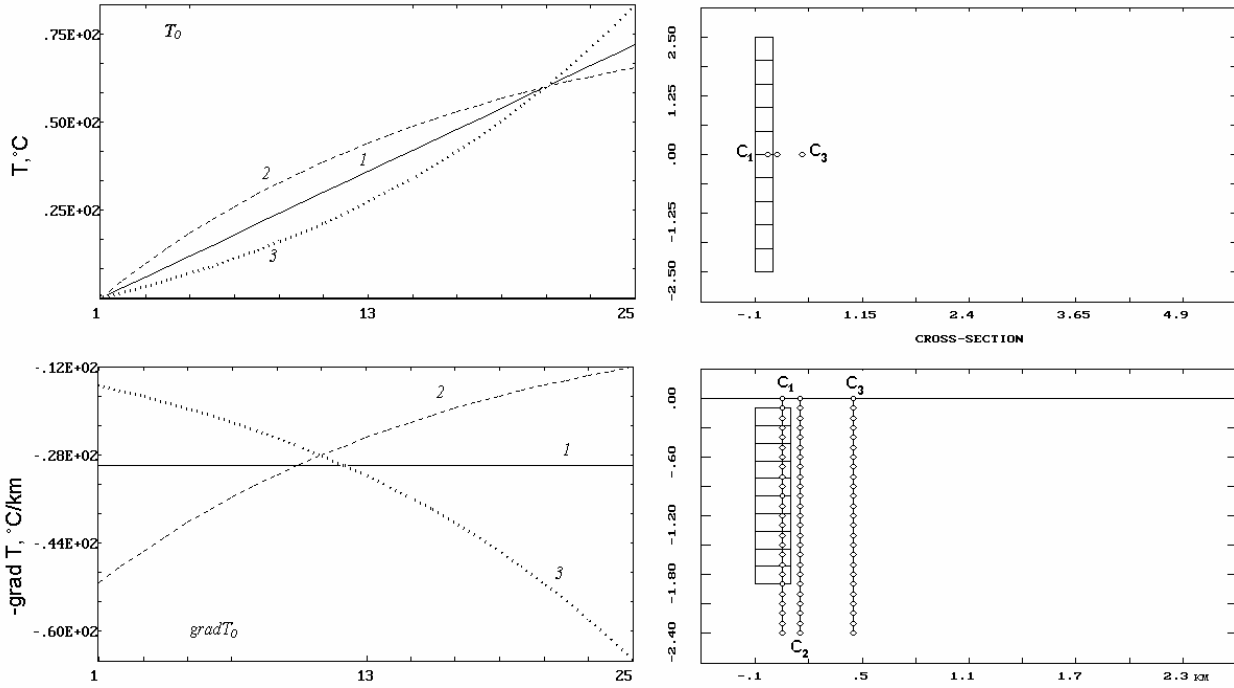 T, °C
.75E+02
.50E+02
.25E+02
T0
2
1
3
1
13
25
2.50
1.25
.00
-1.25
-2.50
C1
C3
-.1
1.15
2.4
3.65
4.9
CROSS-SECTION
-grad T, °C/km
-.12E+02
-.28E+02
-.44E+02
-.60E+02
2
1
3
gradT0
1
13
25
.00
-.60
-1.20
-1.80
-2.40
C1
C3
C2
-.1
.5
1.1
1.7
2.3 KM